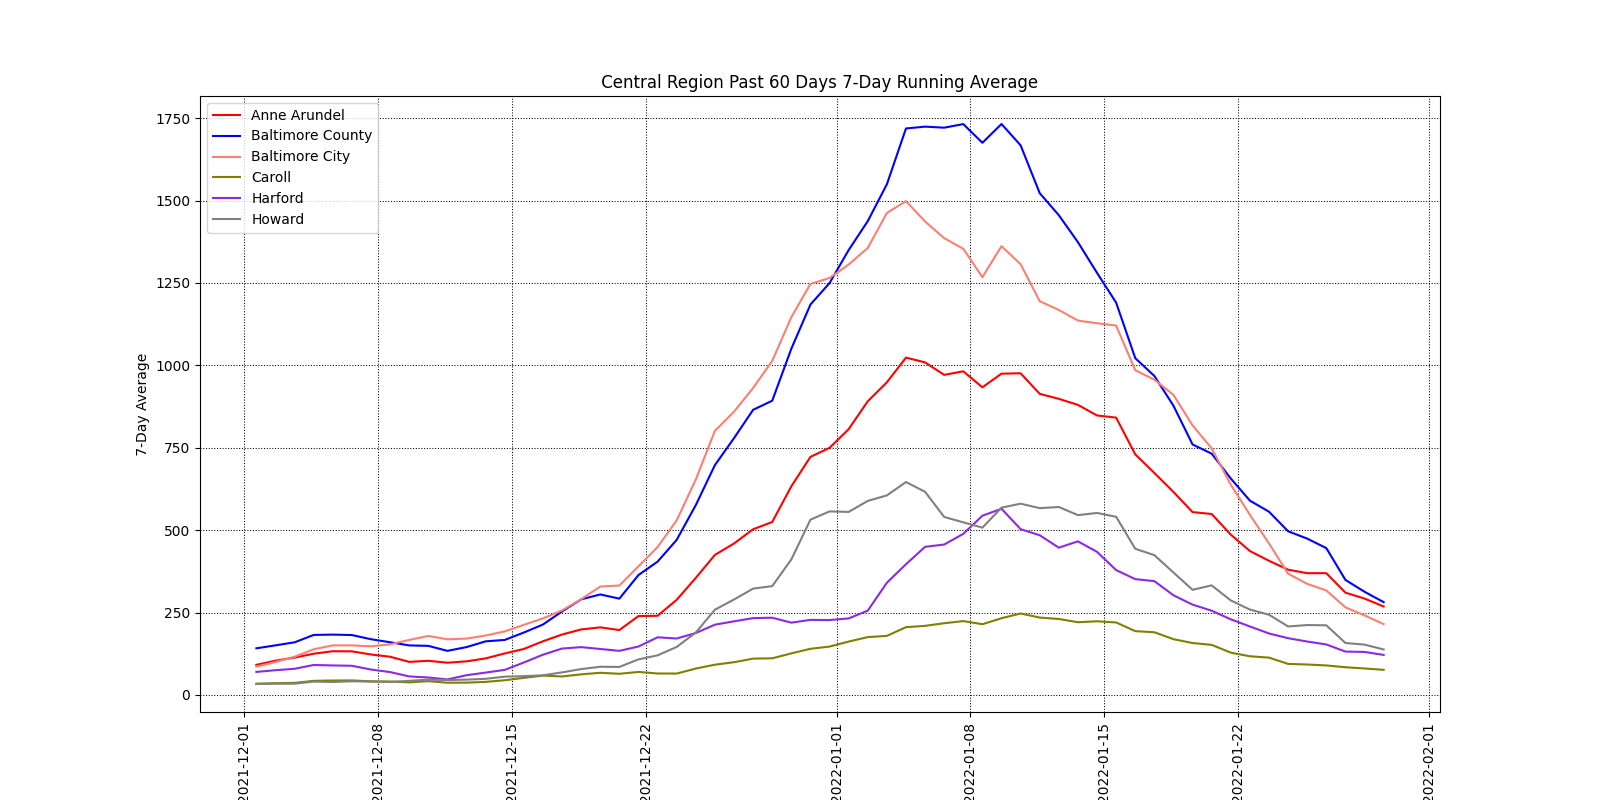 Central Region Past 60 Days 7-Day Running Average
Anne Arundel
Baltimore County
Baltimore City
Caroll
Harford
Howard
7-Day Average
1750
1500
1250
1000
750
500
250
0
2021-12-01
2021-12-08
2021-12-15
2021-12-22
2022-01-01
2022-01-08
2022-01-15
2022-01-22
2022-02-01